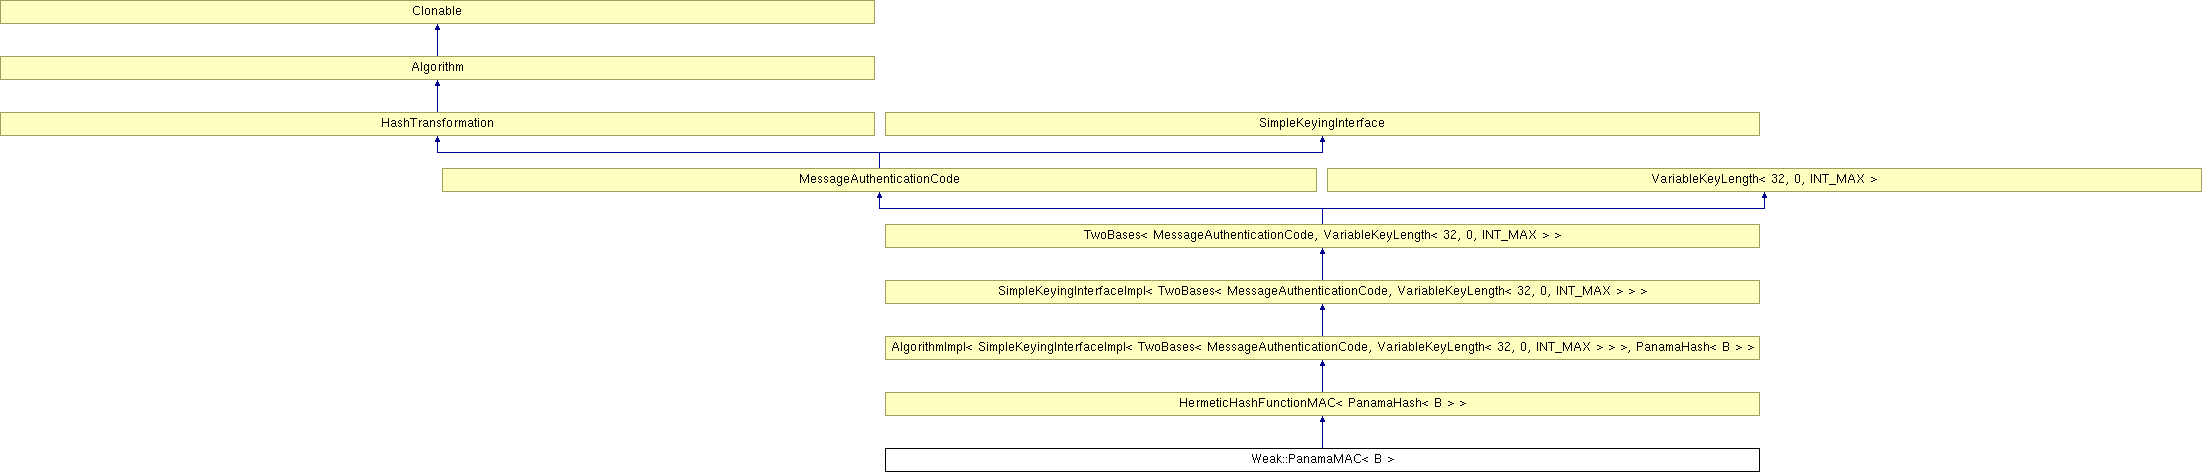 Clonable
Algorithm
HashTransformation
SimpleKeyingInterface
MessageAuthenticationCode
VariableKeyLength< 32, 0, INT_MAX >
TwoBases< MessageAuthenticationCode, VariableKeyLength< 32, 0, INT_MAX > >
SimpleKeyingInterfaceImpl< TwoBases< MessageAuthenticationCode, VariableKeyLength< 32, 0, INT_MAX > > >
AlgorithmImpl< SimpleKeyingInterfaceImpl< TwoBases< MessageAuthenticationCode, VariableKeyLength< 32, 0, INT_MAX > > >, PanamaHash< B > >
HermeticHashFunctionMAC< PanamaHash< B > >
Weak::PanamaMAC< B >